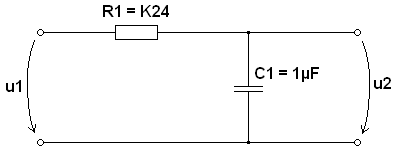 R1 = K24
u1
C1 = 1µF
u2